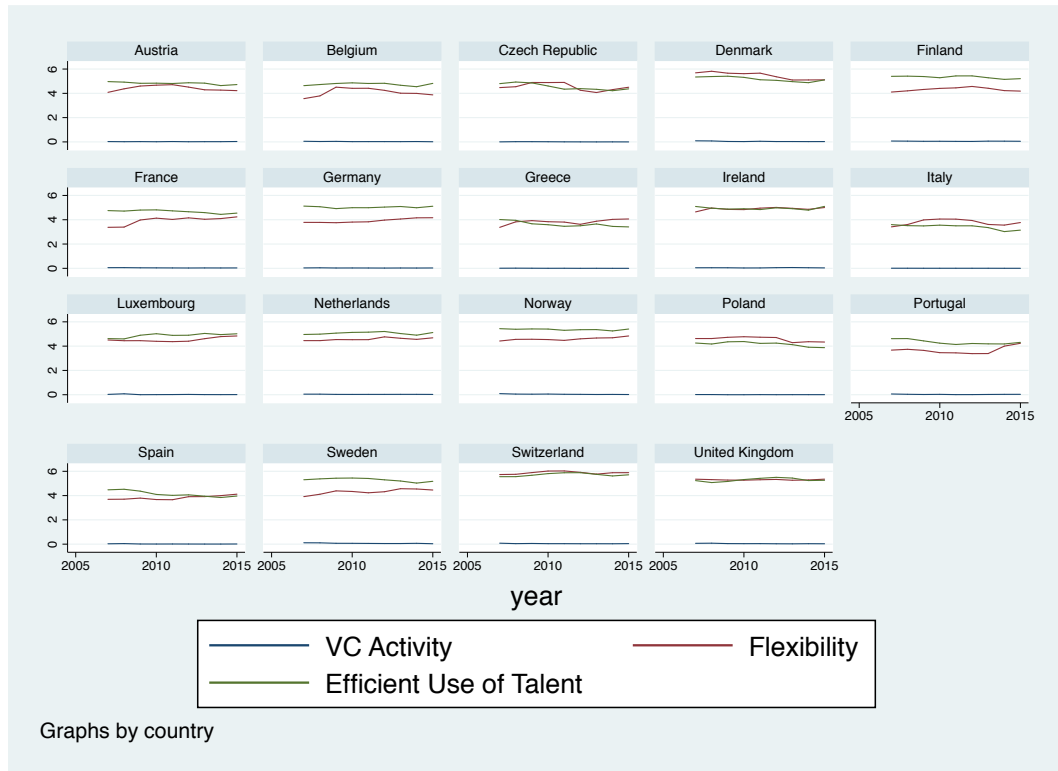 Austria Belgium Czech Republic Denmark Finland
6
4
2
0
France Germany Greece Ireland Italy
6
4
2
0
Luxembourg Netherlands Norway Poland Portugal
6
4
2
0
2005 2010 2015
Spain Sweden Switzerland United Kingdom
6
4
2
0
2005 2010 2015 2005 2010 2015 2005 2010 2015 2005 2010 2015
year
VC Activity Flexibility
Efficient Use of Talent
Graphs by country